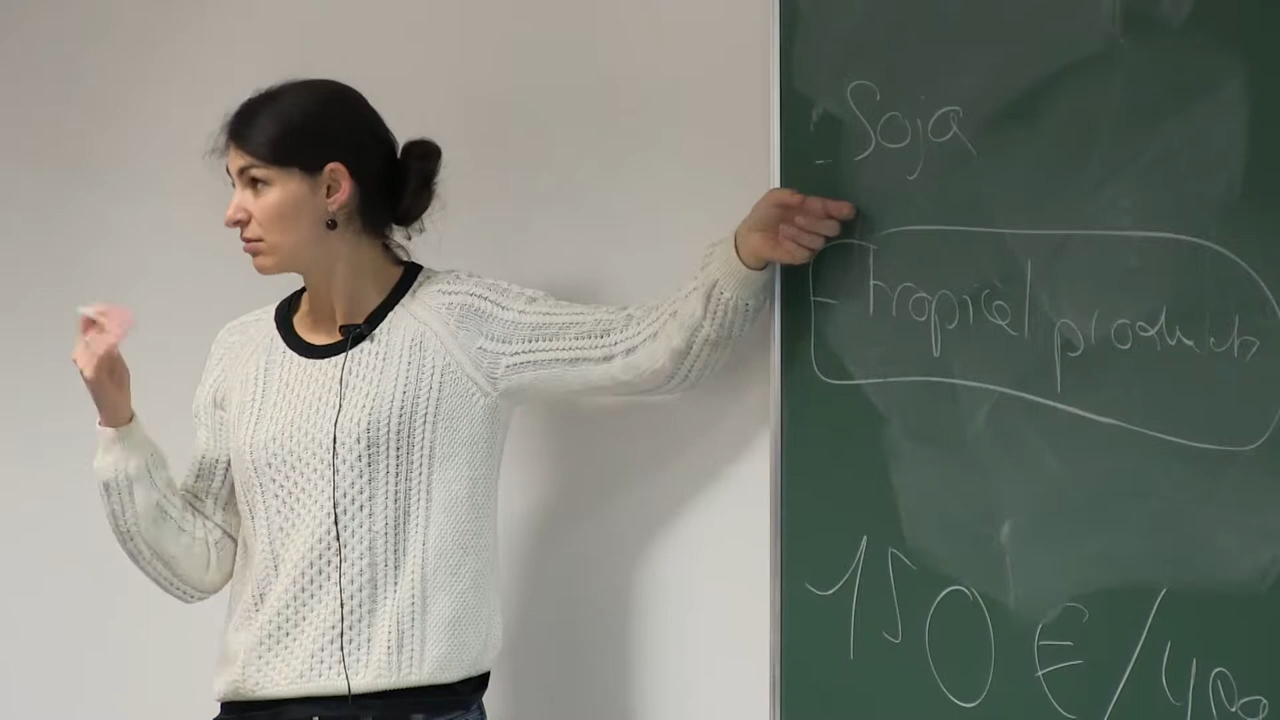 - Soja
- tropical products
150 € /